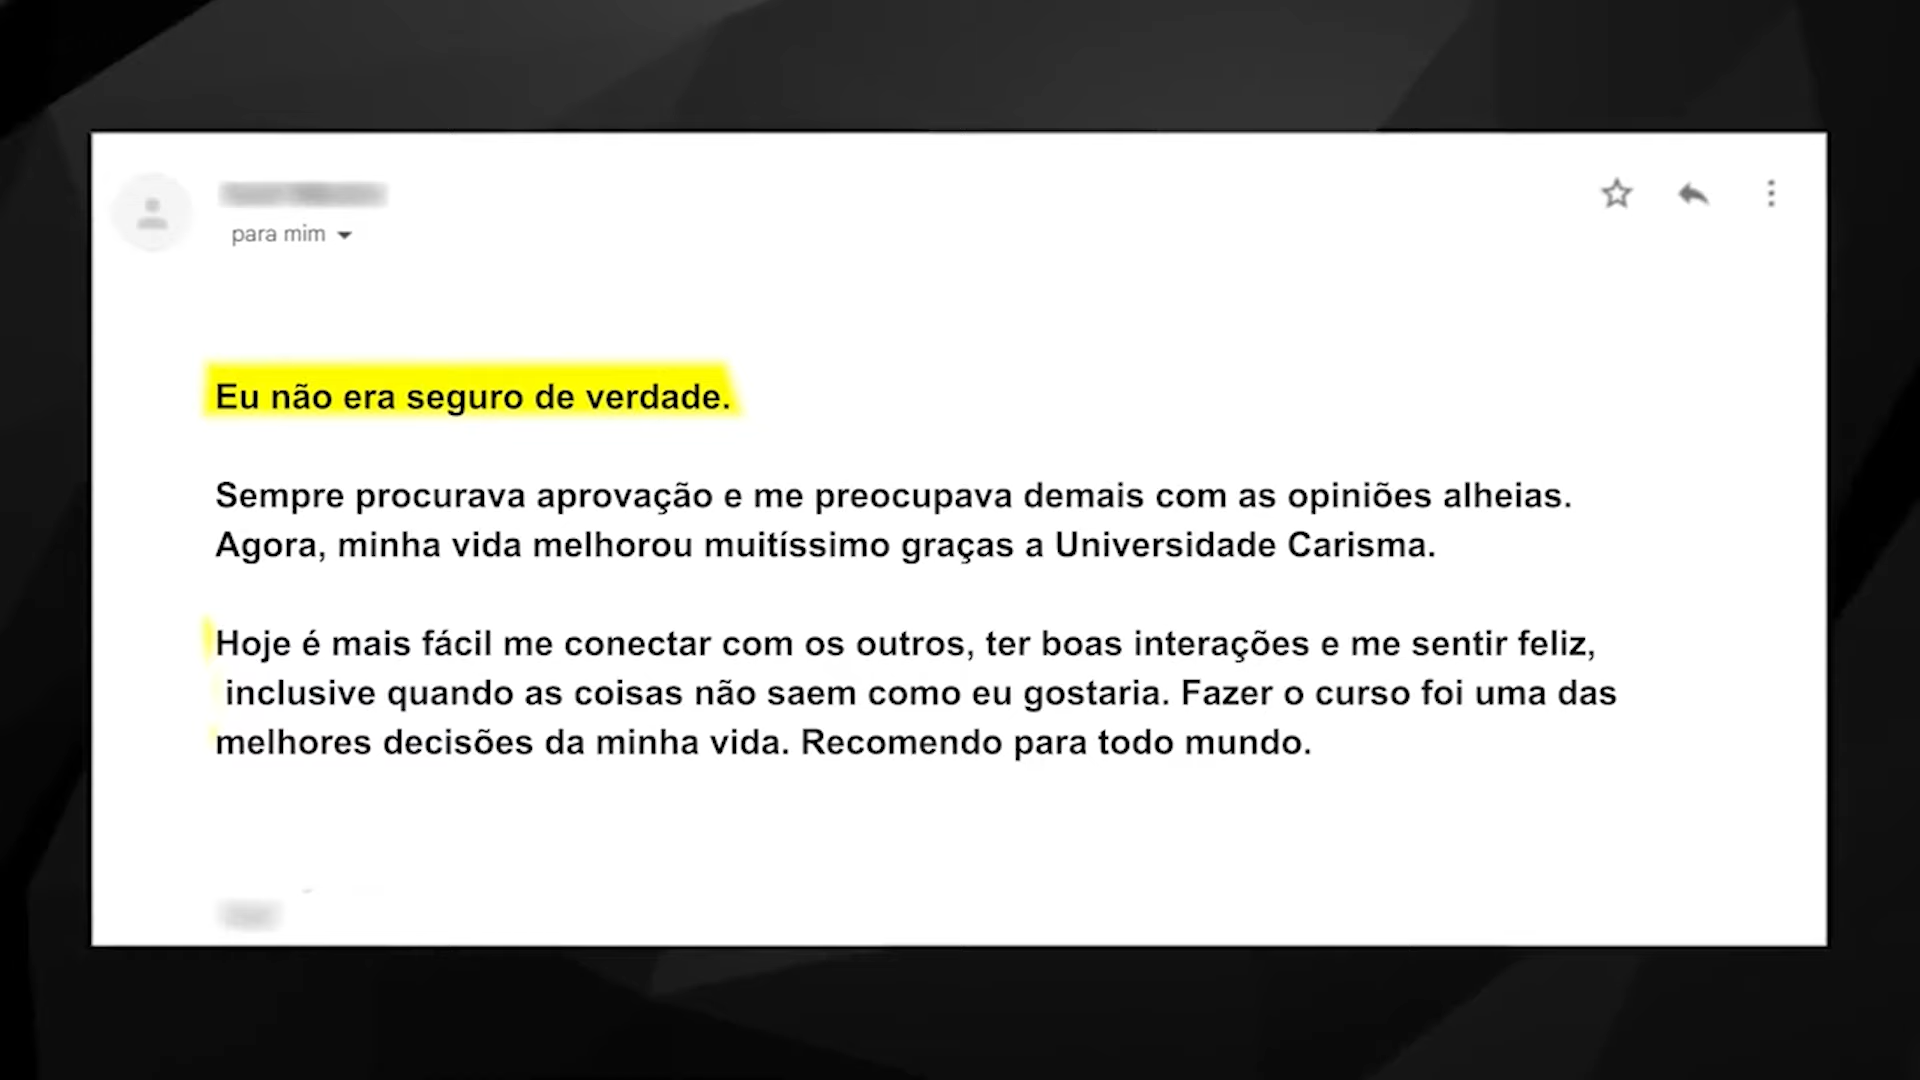 para mim
Eu não era seguro de verdade.
Sempre procurava aprovação e me preocupava demais com as opiniões alheias.
Agora, minha vida melhorou muitíssimo graças a Universidade Carisma.
Hoje é mais fácil me conectar com os outros, ter boas interações e me sentir feliz,
inclusive quando as coisas não saem como eu gostaria. Fazer o curso foi uma das
melhores decisões da minha vida. Recomendo para todo mundo.